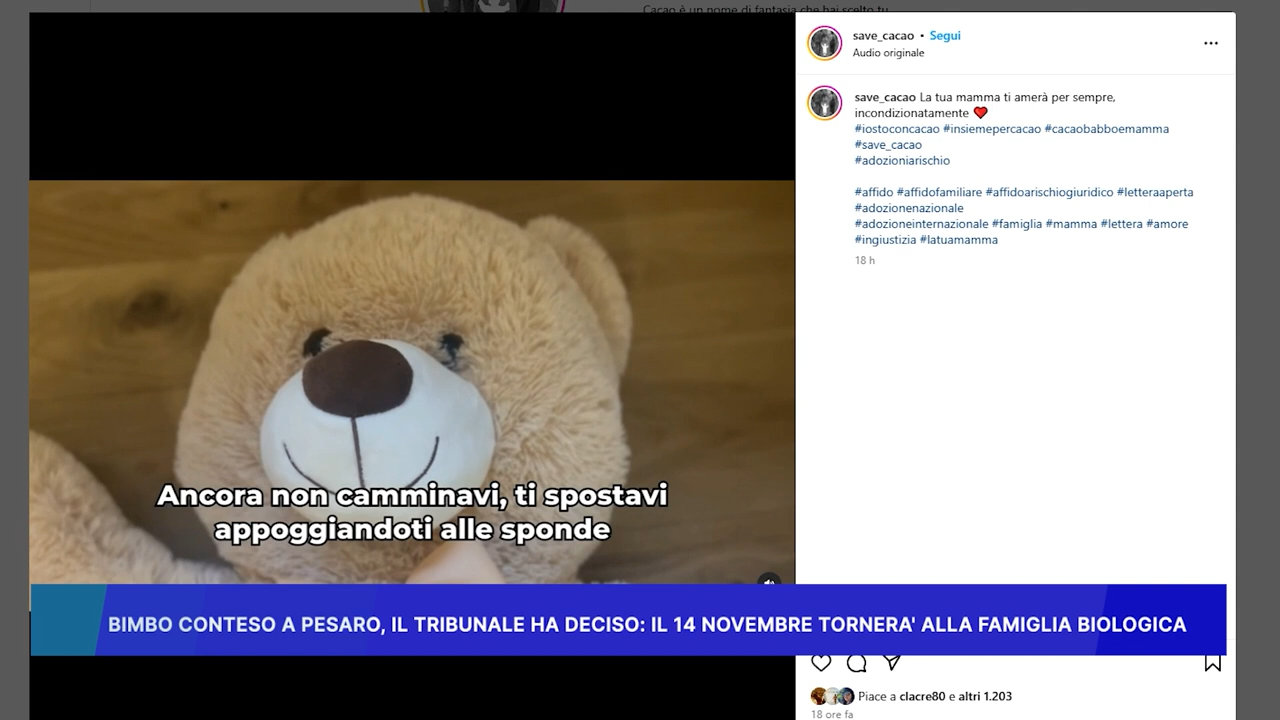 Cacao è un nome di fantasia che hai scelto tu
save_cacao • Segui
Audio originale
save_cacao La tua mamma ti amerà per sempre,
incondizionatamente ❤️
#iostoconcacao #insiemepercacao #cacaobabboemamma
#save_cacao
#adozioniarischio
#affido #affidofamiliare #affidoarischiogiuridico #letteraaperta
#adozionenazionale
#adozioneinternazionale #famiglia #mamma #lettera #amore
#ingiustizia #latuamamma
18 h
Ancora non camminavi, ti spostavi
appoggiandoti alle sponde
BIMBO CONTESO A PESARO, IL TRIBUNALE HA DECISO: IL 14 NOVEMBRE TORNERA' ALLA FAMIGLIA BIOLOGICA
Piace a clacre80 e altri 1.203
18 ore fa